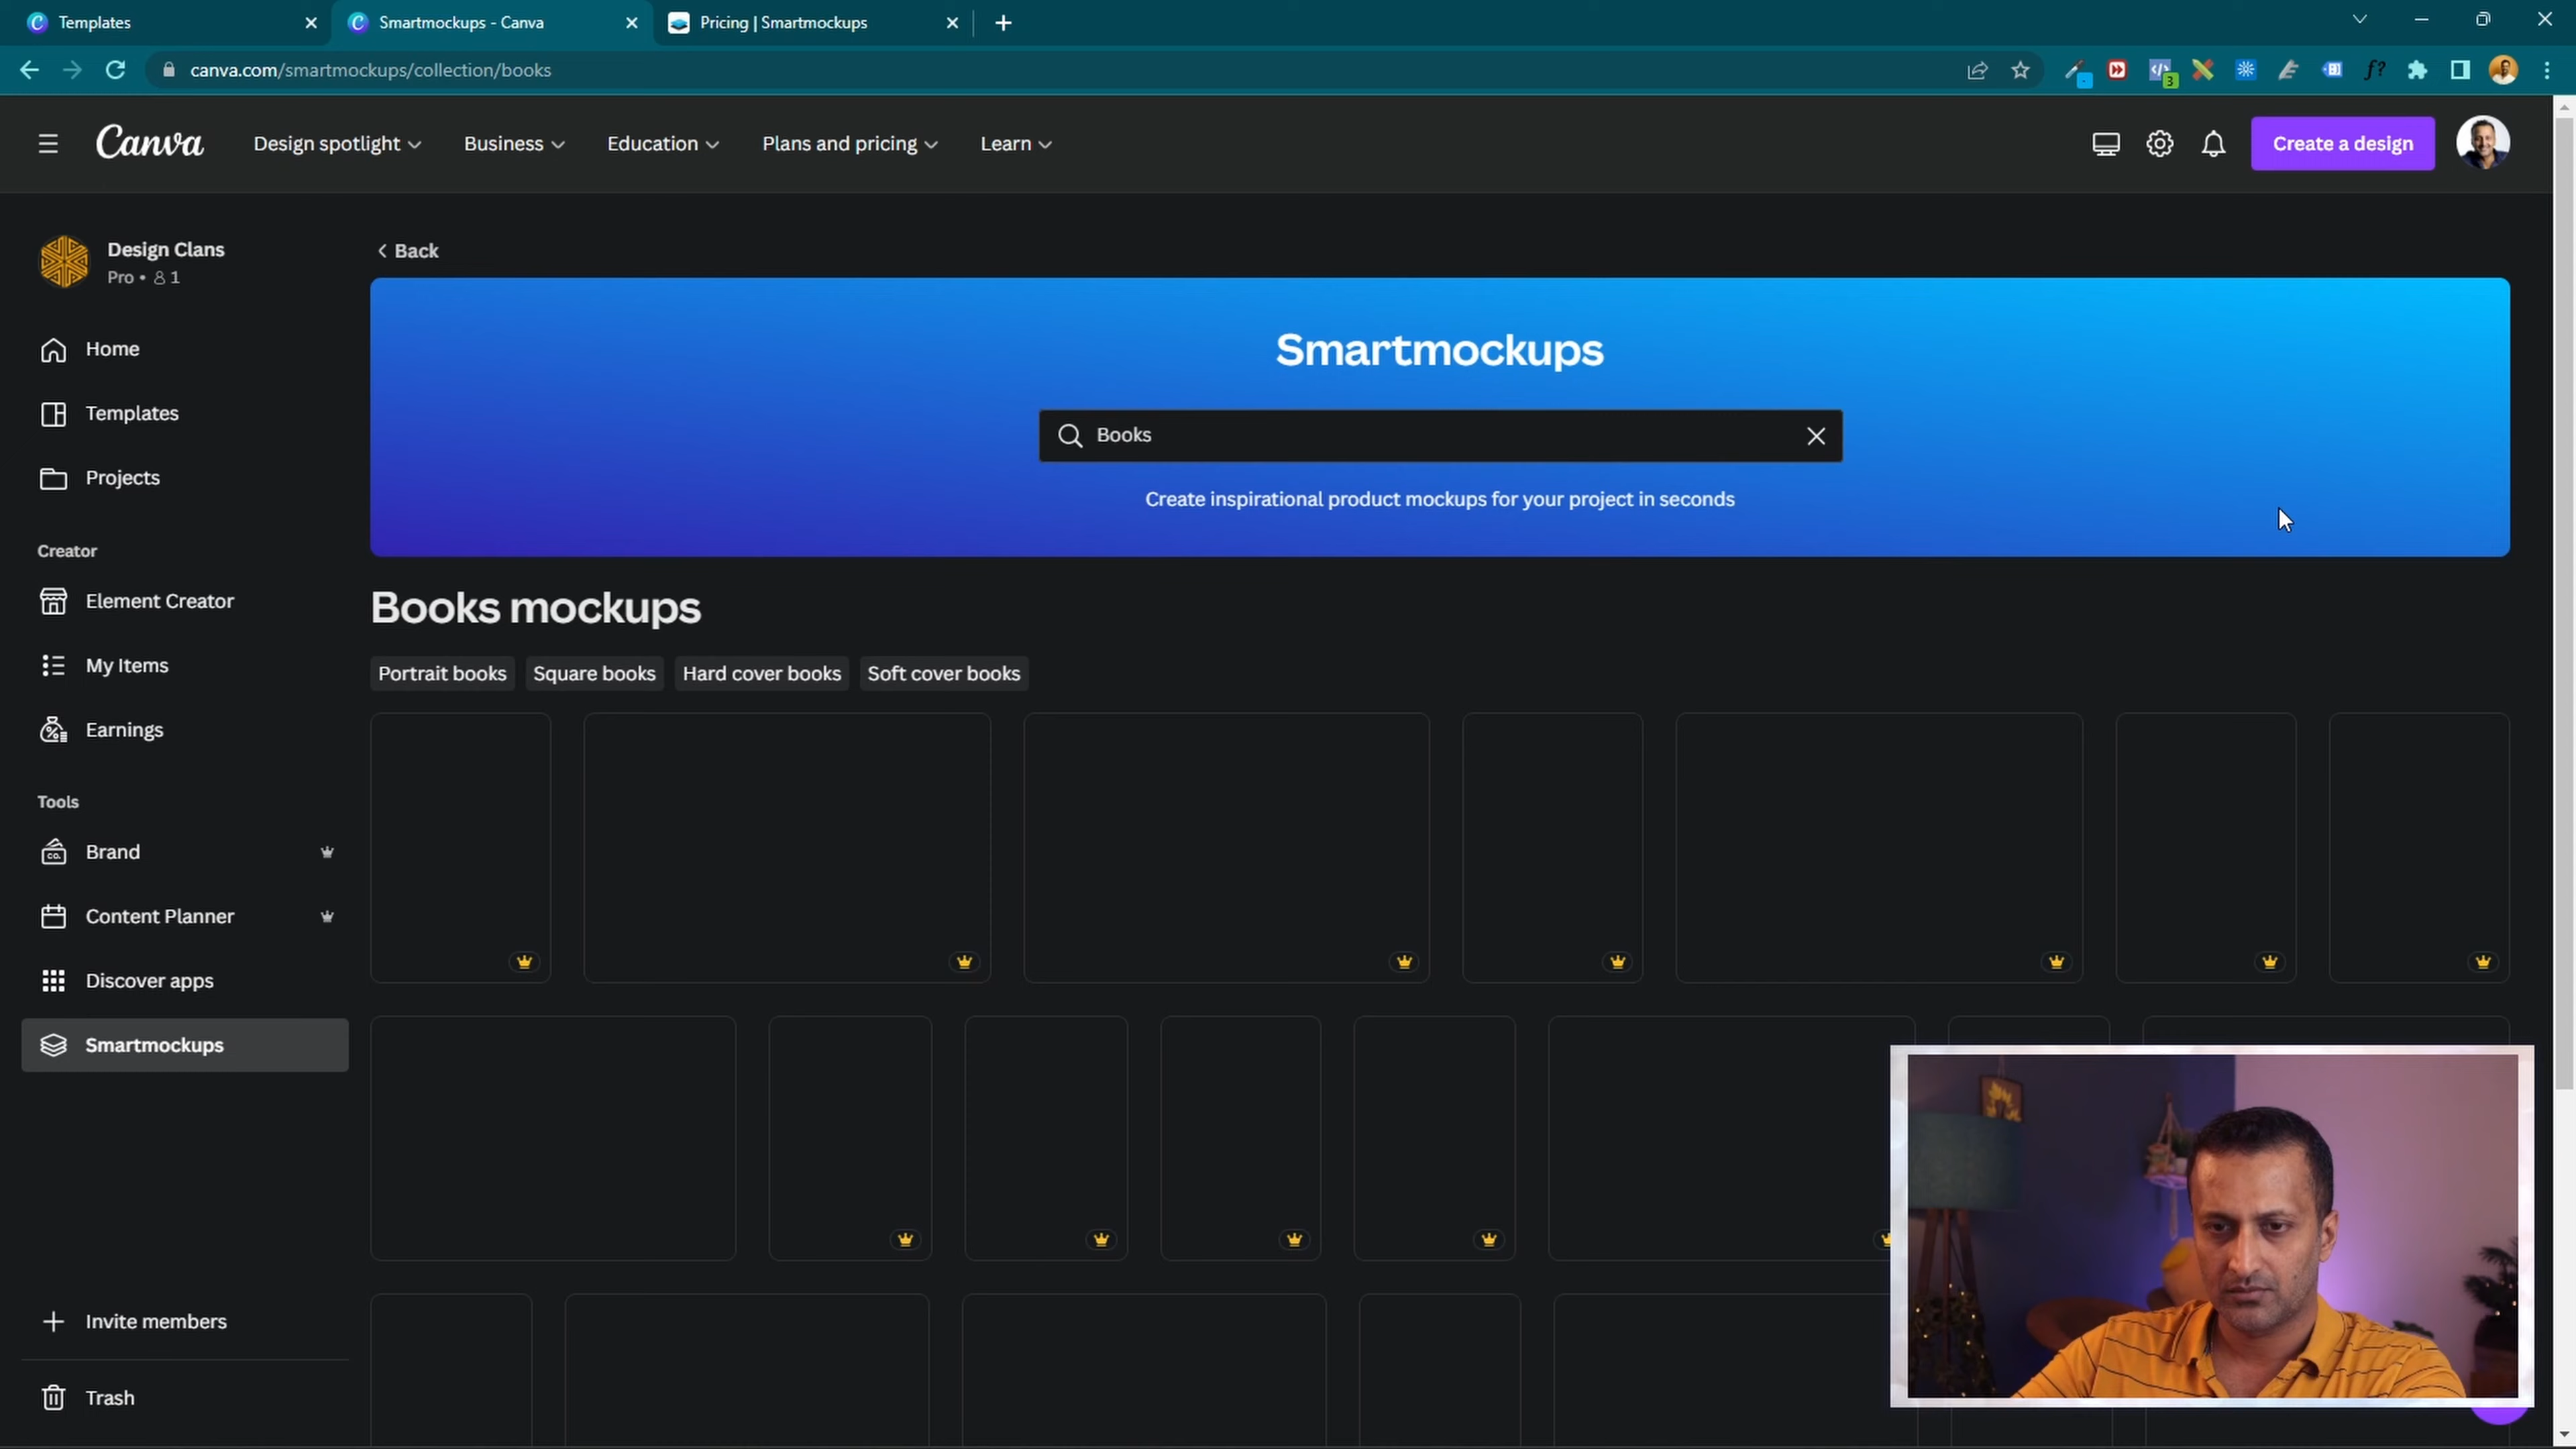 Templates
Smartmockups - Canva
Pricing | Smartmockups
canva.com/smartmockups/collection/books
3
f?
Canva
Design spotlight
Business
Education
Plans and pricing
Learn
Create a design
Design Clans
Pro • 1
Back
Smartmockups
Books
Create inspirational product mockups for your project in seconds
Home
Templates
Projects
Creator
Element Creator
My Items
Earnings
Tools
Brand
CO.
Content Planner
Discover apps
Smartmockups
Invite members
Trash
Books mockups
Portrait books
Square books
Hard cover books
Soft cover books